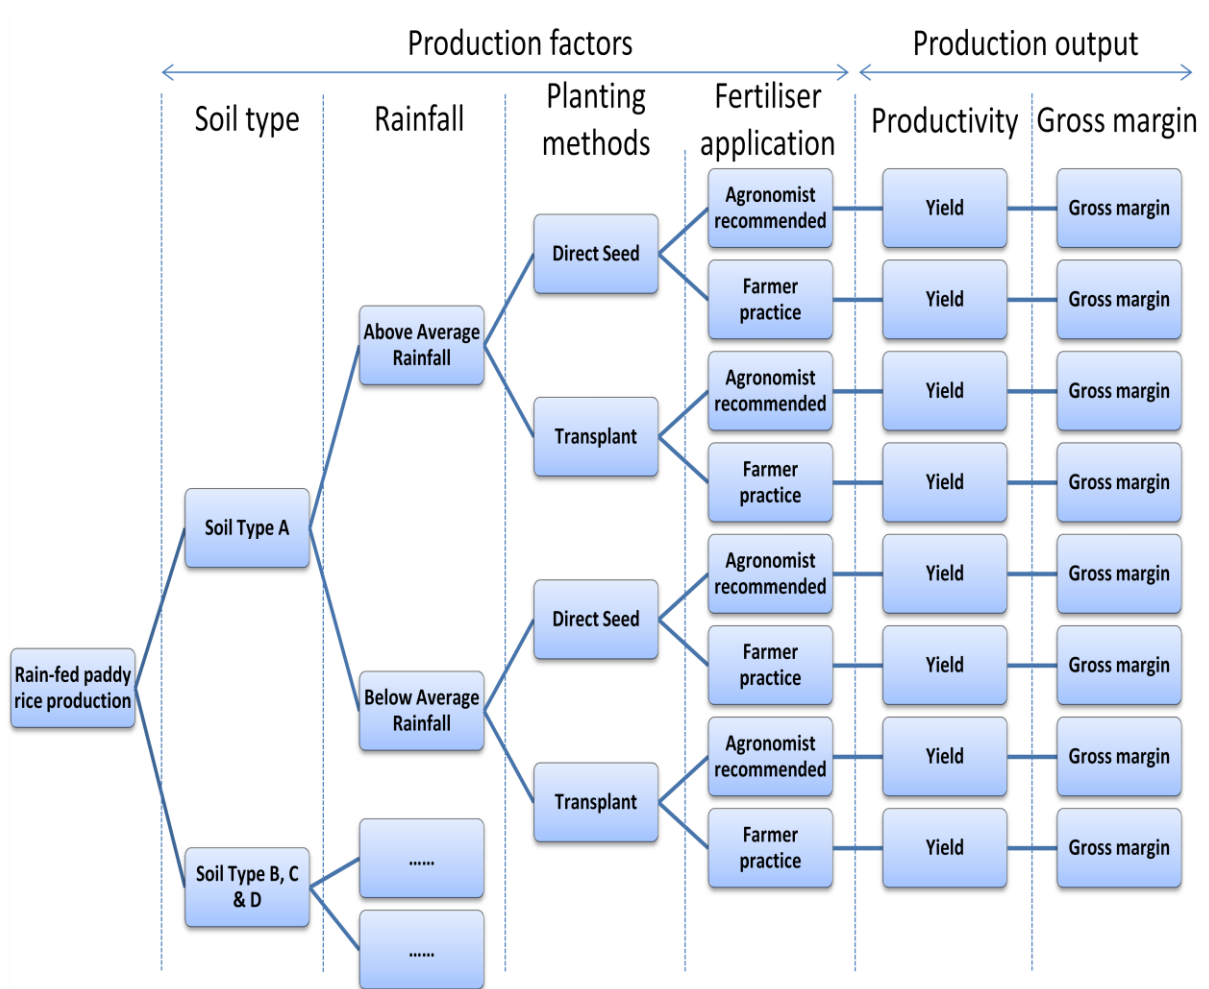 Production factors
Production output
Soil type
Rainfall
Planting
methods
Fertiliser
application
Productivity
Gross margin
Rain-fed paddy
rice production
Soil Type A
Soil Type B, C
& D
Above Average
Rainfall
Below Average
Rainfall
......
......
Direct Seed
Transplant
Direct Seed
Transplant
Agronomist
recommended
Yield
Gross margin
Farmer
practice
Yield
Gross margin
Agronomist
recommended
Yield
Gross margin
Farmer
practice
Yield
Gross margin
Agronomist
recommended
Yield
Gross margin
Farmer
practice
Yield
Gross margin
Agronomist
recommended
Yield
Gross margin
Farmer
practice
Yield
Gross margin